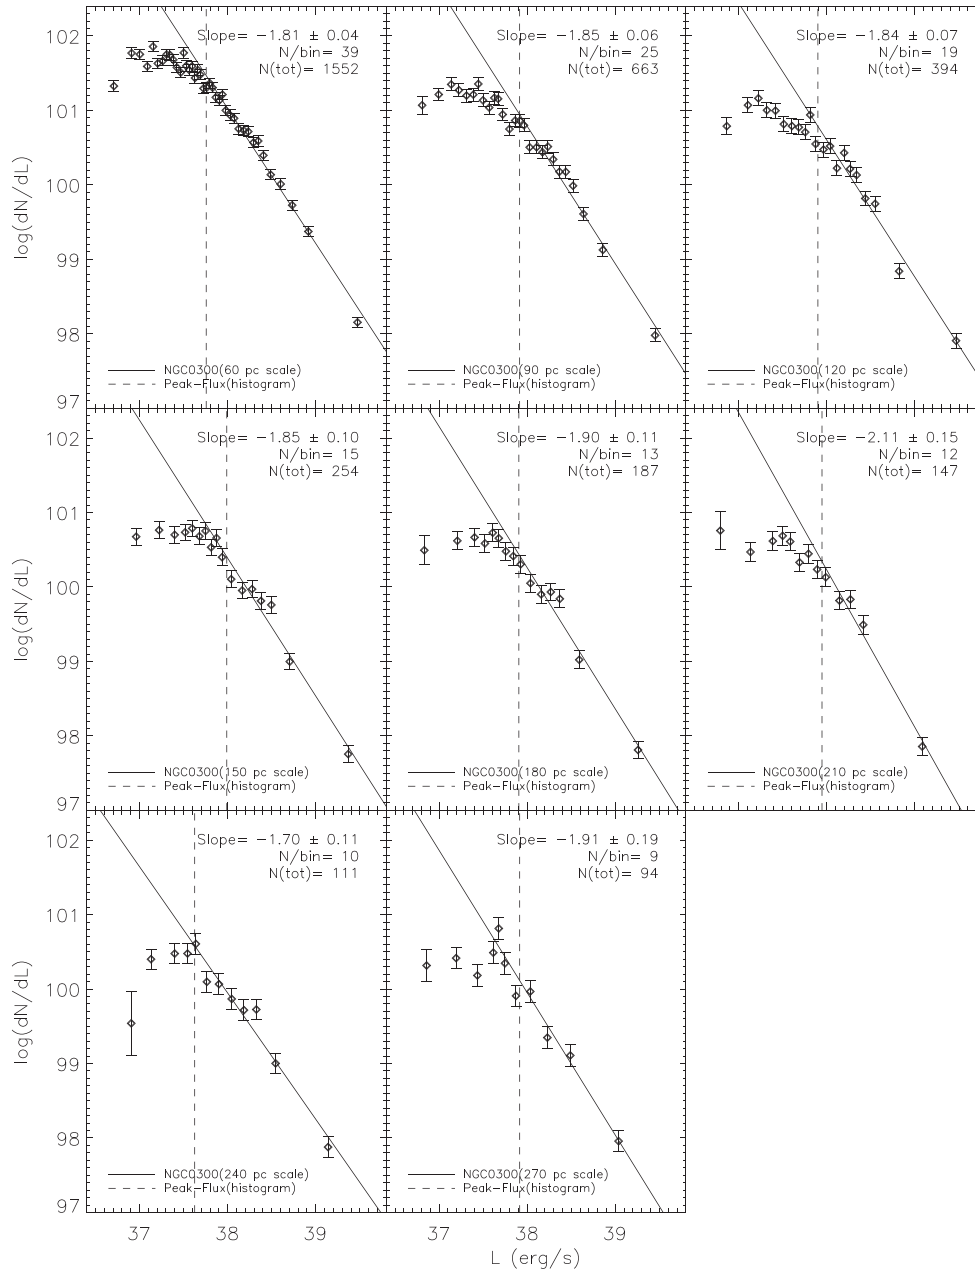 102
101
100
99
98
97
log(dN/dL)
Slope= −1.81 ± 0.04
N/bin= 39
N(tot)= 1552
NGC0300(60 pc scale)
Peak−Flux(histogram)
Slope= −1.85 ± 0.06
N/bin= 25
N(tot)= 663
NGC0300(90 pc scale)
Peak−Flux(histogram)
Slope= −1.84 ± 0.07
N/bin= 19
N(tot)= 394
NGC0300(120 pc scale)
Peak−Flux(histogram)
102
101
100
99
98
97
log(dN/dL)
Slope= −1.85 ± 0.10
N/bin= 15
N(tot)= 254
NGC0300(150 pc scale)
Peak−Flux(histogram)
Slope= −1.90 ± 0.11
N/bin= 13
N(tot)= 187
NGC0300(180 pc scale)
Peak−Flux(histogram)
Slope= −2.11 ± 0.15
N/bin= 12
N(tot)= 147
NGC0300(210 pc scale)
Peak−Flux(histogram)
102
101
100
99
98
97
log(dN/dL)
Slope= −1.70 ± 0.11
N/bin= 10
N(tot)= 111
NGC0300(240 pc scale)
Peak−Flux(histogram)
Slope= −1.91 ± 0.19
N/bin= 9
N(tot)= 94
NGC0300(270 pc scale)
Peak−Flux(histogram)
37 38 39
37 38 39
L (erg/s)